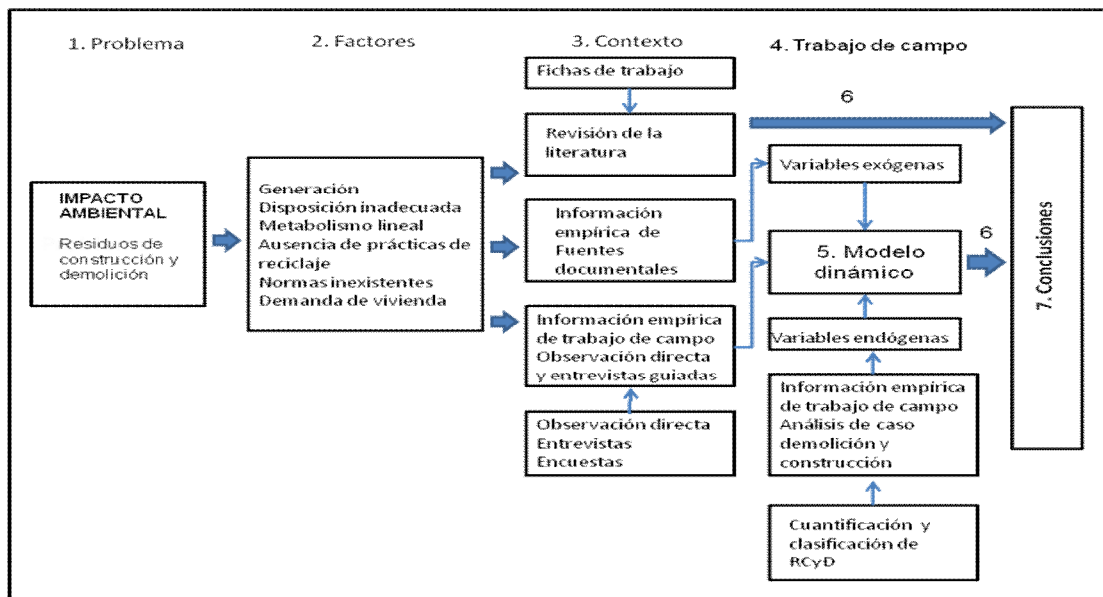 1. Problema
2. Factores
3. Contexto
4. Trabajo de campo
Fichas de trabajo
6
Revisión de la
literatura
Variables exógenas
IMPACTO
AMBIENTAL
Residuos de
construcción y
demolición
Generación
Disposición inadecuada
Metabolismo lineal
Ausencia de prácticas de
reciclaje
Normas inexistentes
Demanda de vivienda
Información
empírica de
Fuentes
documentales
5. Modelo
dinámico
6
7. Conclusiones
Información empírica
de trabajo de campo
Observación directa
y entrevistas guiadas
Variables endógenas
Observación directa
Entrevistas
Encuestas
Información empírica
de trabajo de campo
Análisis de caso
demolición y
construcción
Cuantificación y
clasificación de
RCyD